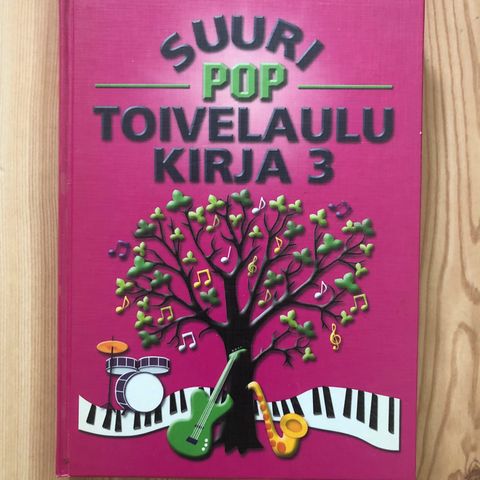 SUURI
POP
TOIVELAULU
KIRJA 3